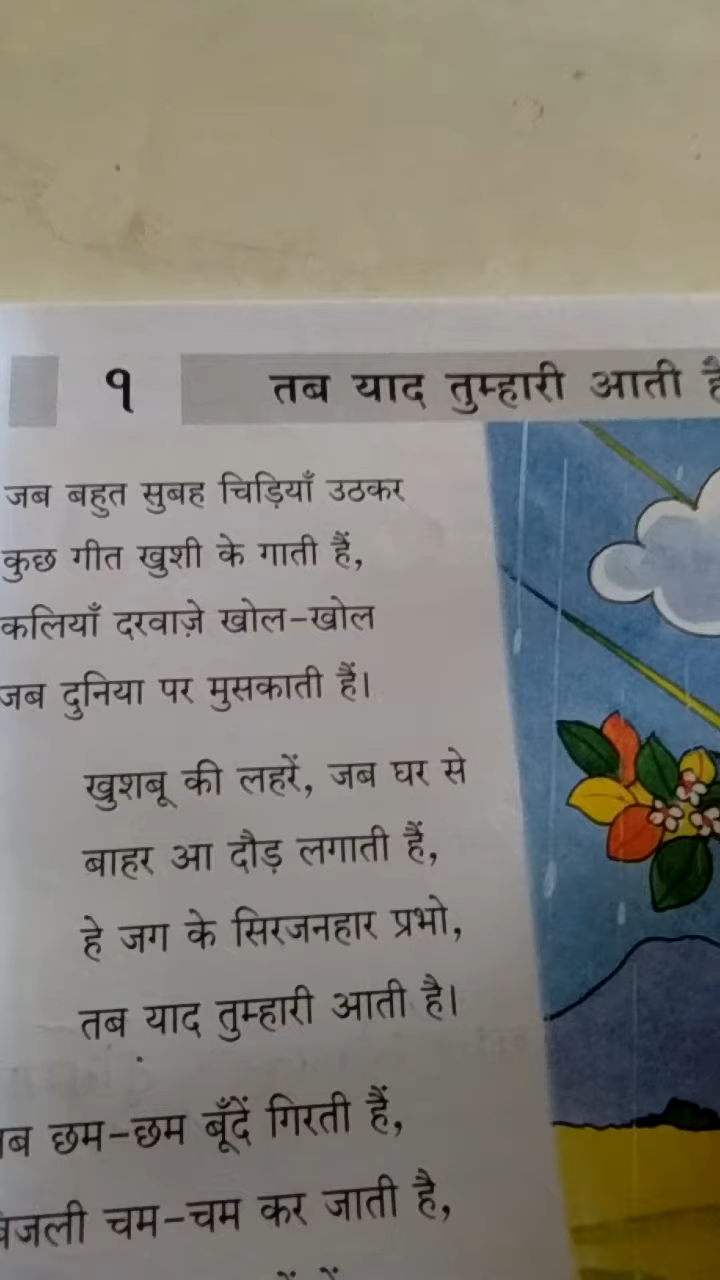 १ तब याद तुम्हारी आती है
जब बहुत सुबह चिड़ियाँ उठकर
कुछ गीत खुशी के गाती हैं,
कलियाँ दरवाज़े खोल-खोल
जब दुनिया पर मुसकाती हैं।
खुशबू की लहरें, जब घर से
बाहर आ दौड़ लगाती हैं,
हे जग के सिरजनहार प्रभो,
तब याद तुम्हारी आती है।
छम-छम बूँदें गिरती हैं,
चम-चम कर जाती है,